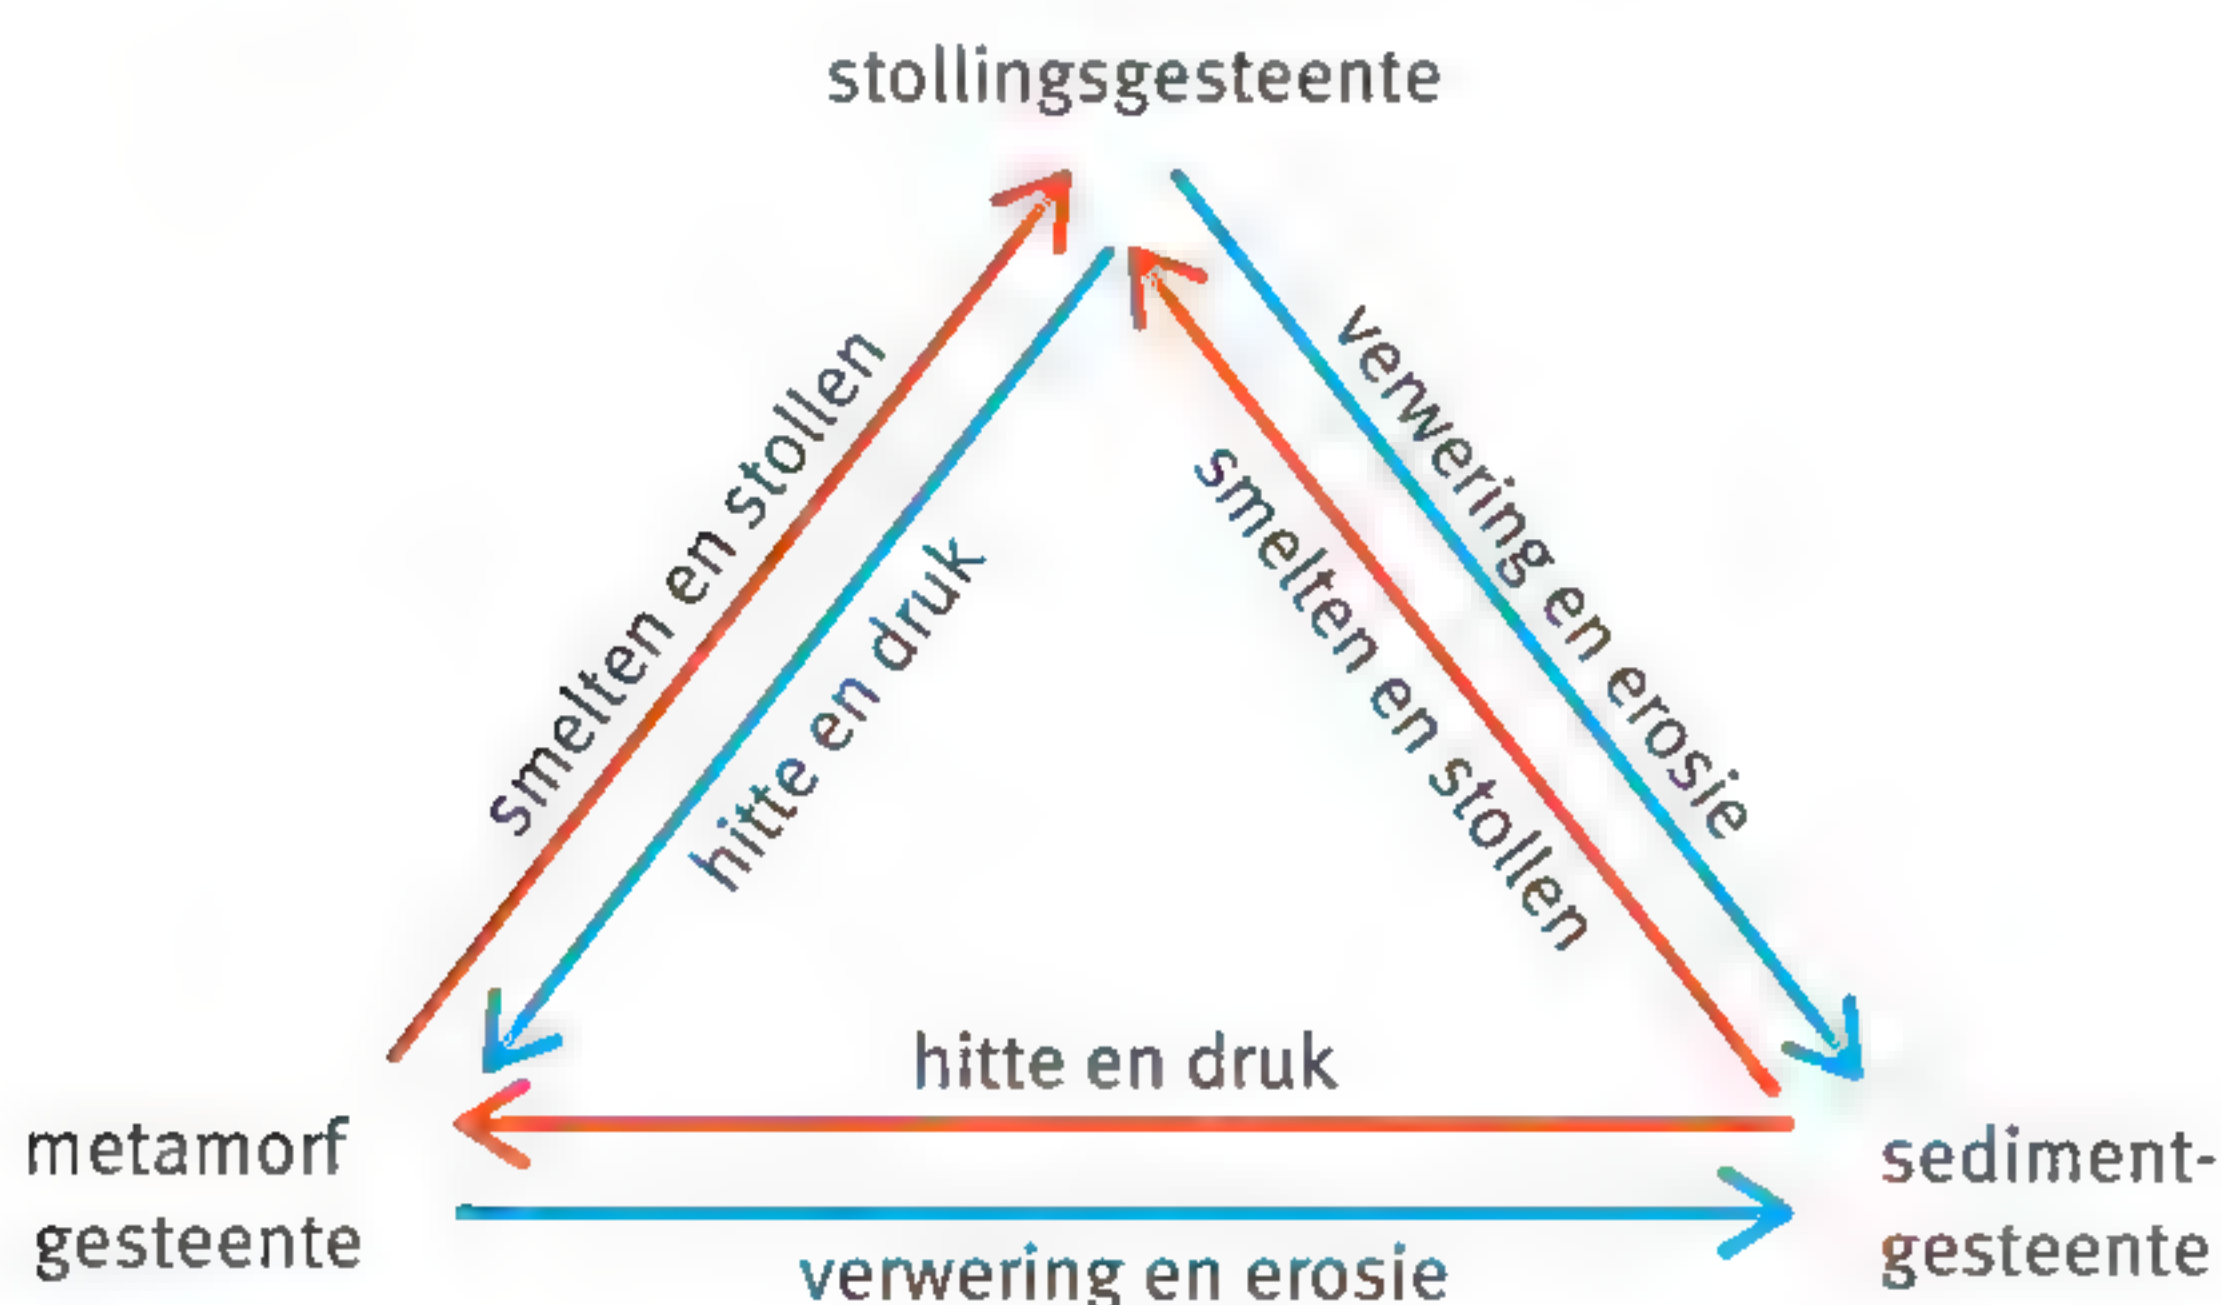 stollingsgesteente
smelten en stollen
hitte en druk
smelten en stollen
verwering en erosie
hitte en druk
metamorf
gesteente
sediment-
gesteente
verwering en erosie